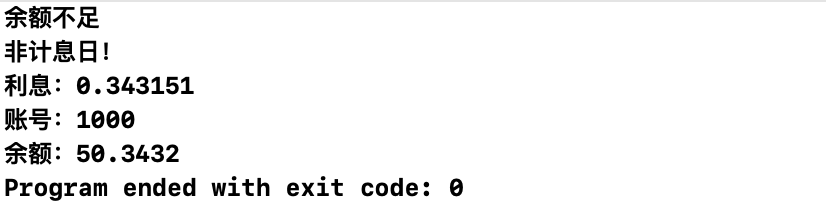 余额不足
非计息日!
利息：0.343151
账号：1000
余额：50.3432
Program ended with exit code: 0